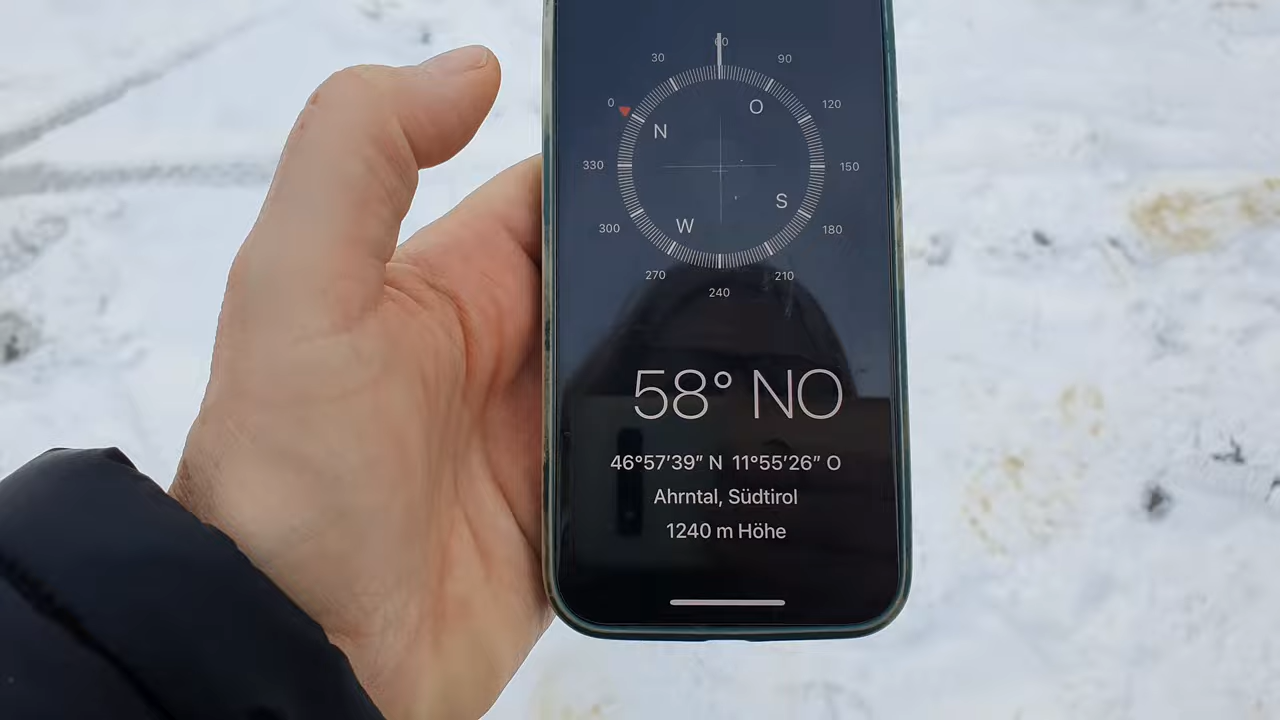 60
30 90
0 120
N O
330 150
S
W
300 180
270 210
240
58° NO
46°57′39″ N 11°55′26″ O
Ahrntal, Südtirol
1240 m Höhe